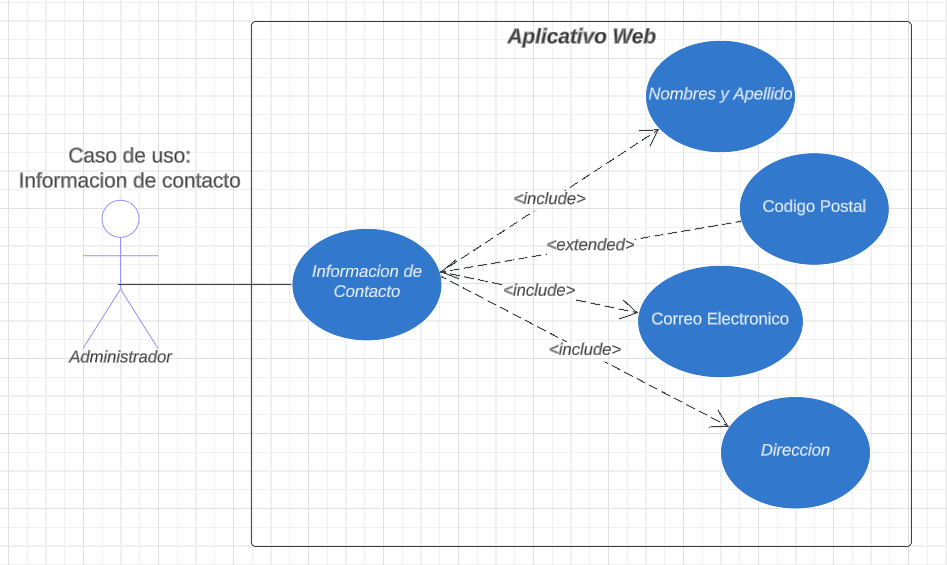 Aplicativo Web
Nombres y Apellido
Caso de uso:
Informacion de contacto
<include>
Codigo Postal
<extended>
Informacion de
Contacto
<include>
Correo Electronico
<include>
Administrador
Direccion